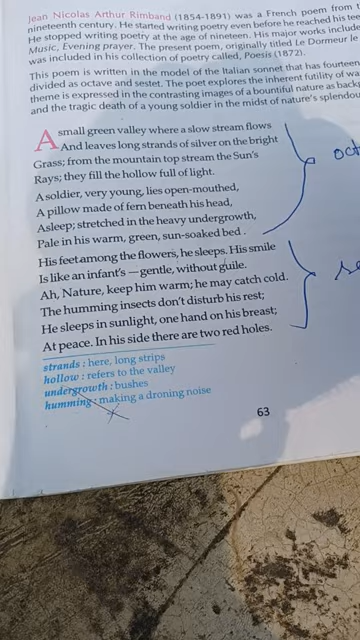 Jean Nicolas Arthur Rimband (1854-1891) was a French poem from
nineteenth century. He started writing poetry even before he reached his
He stopped writing poetry at the age of nineteen. His major works include
Music, Evening prayer. The present poem, originally titled Le Dormeur
was included in his collection of poetry called, Poesis (1872).
This poem is written in the model of the Italian sonnet that has fourteen
divided as octave and sestet. The poet explores the inherent futility of
theme is expressed in the contrasting images of a bountiful nature as
and the tragic death of a young soldier in the midst of nature's
A small green valley where a slow stream flows
And leaves long strands of silver on the bright
Grass; from the mountain top stream the Sun's
Rays; they fill the hollow full of light.
A soldier, very young, lies open-mouthed,
A pillow made of fern beneath his head,
Asleep; stretched in the heavy undergrowth,
Pale in his warm, green, sun-soaked bed.
His feet among the flowers, he sleeps. His smile
Is like an infant's — gentle, without guile.
Ah, Nature, keep him warm; he may catch cold.
The humming insects don't disturb his rest;
He sleeps in sunlight, one hand on his breast;
At peace. In his side there are two red holes.
strands : here, long strips
hollow : refers to the valley
undergrowth : bushes
humming : making a droning noise
63